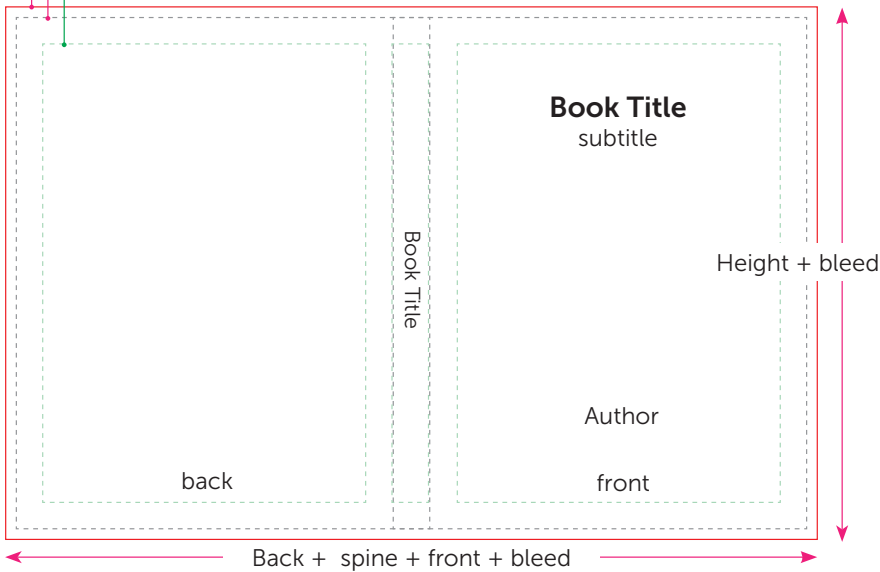 Book Title
subtitle
Book Title
Height + bleed
Author
back
front
Back + spine + front + bleed